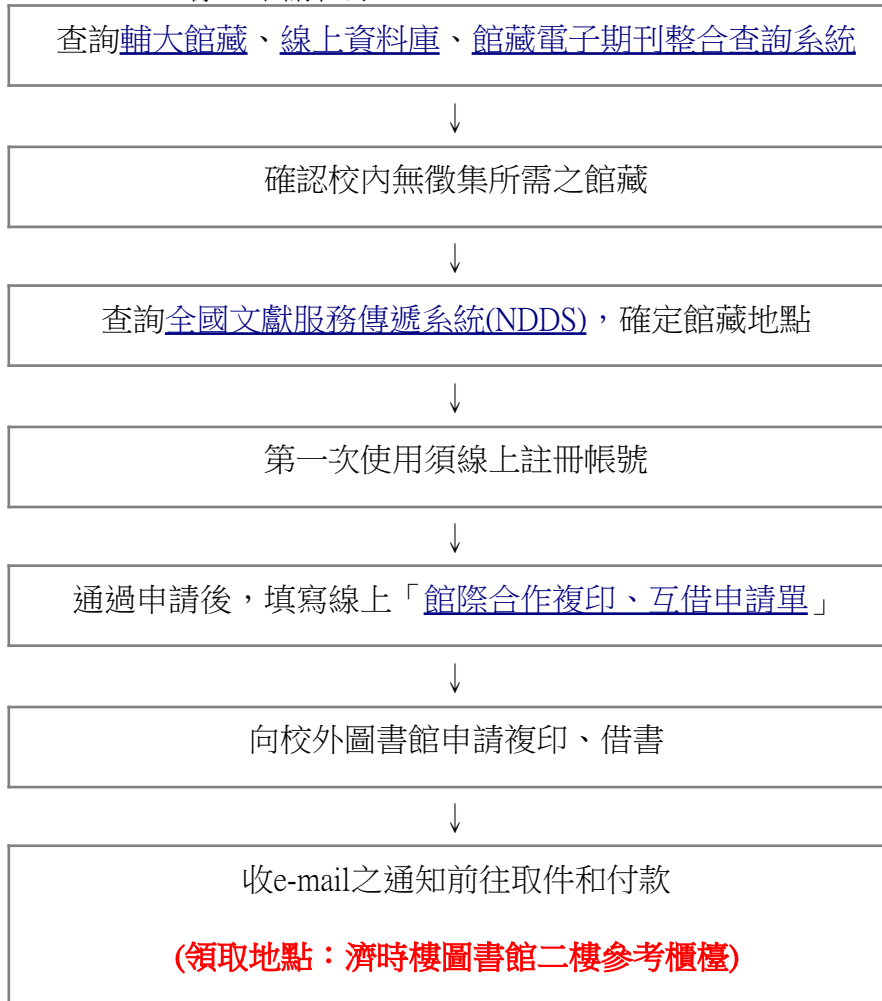 查詢輔大館藏、線上資料庫、館藏電子期刊整合查詢系統
↓
確認校內無徵集所需之館藏
↓
查詢全國文獻服務傳遞系統(NDDS)，確定館藏地點
↓
第一次使用須線上註冊帳號
↓
通過申請後，填寫線上「館際合作複印、互借申請單」
↓
向校外圖書館申請複印、借書
↓
收e-mail之通知前往取件和付款
(領取地點：濟時樓圖書館二樓參考櫃檯)